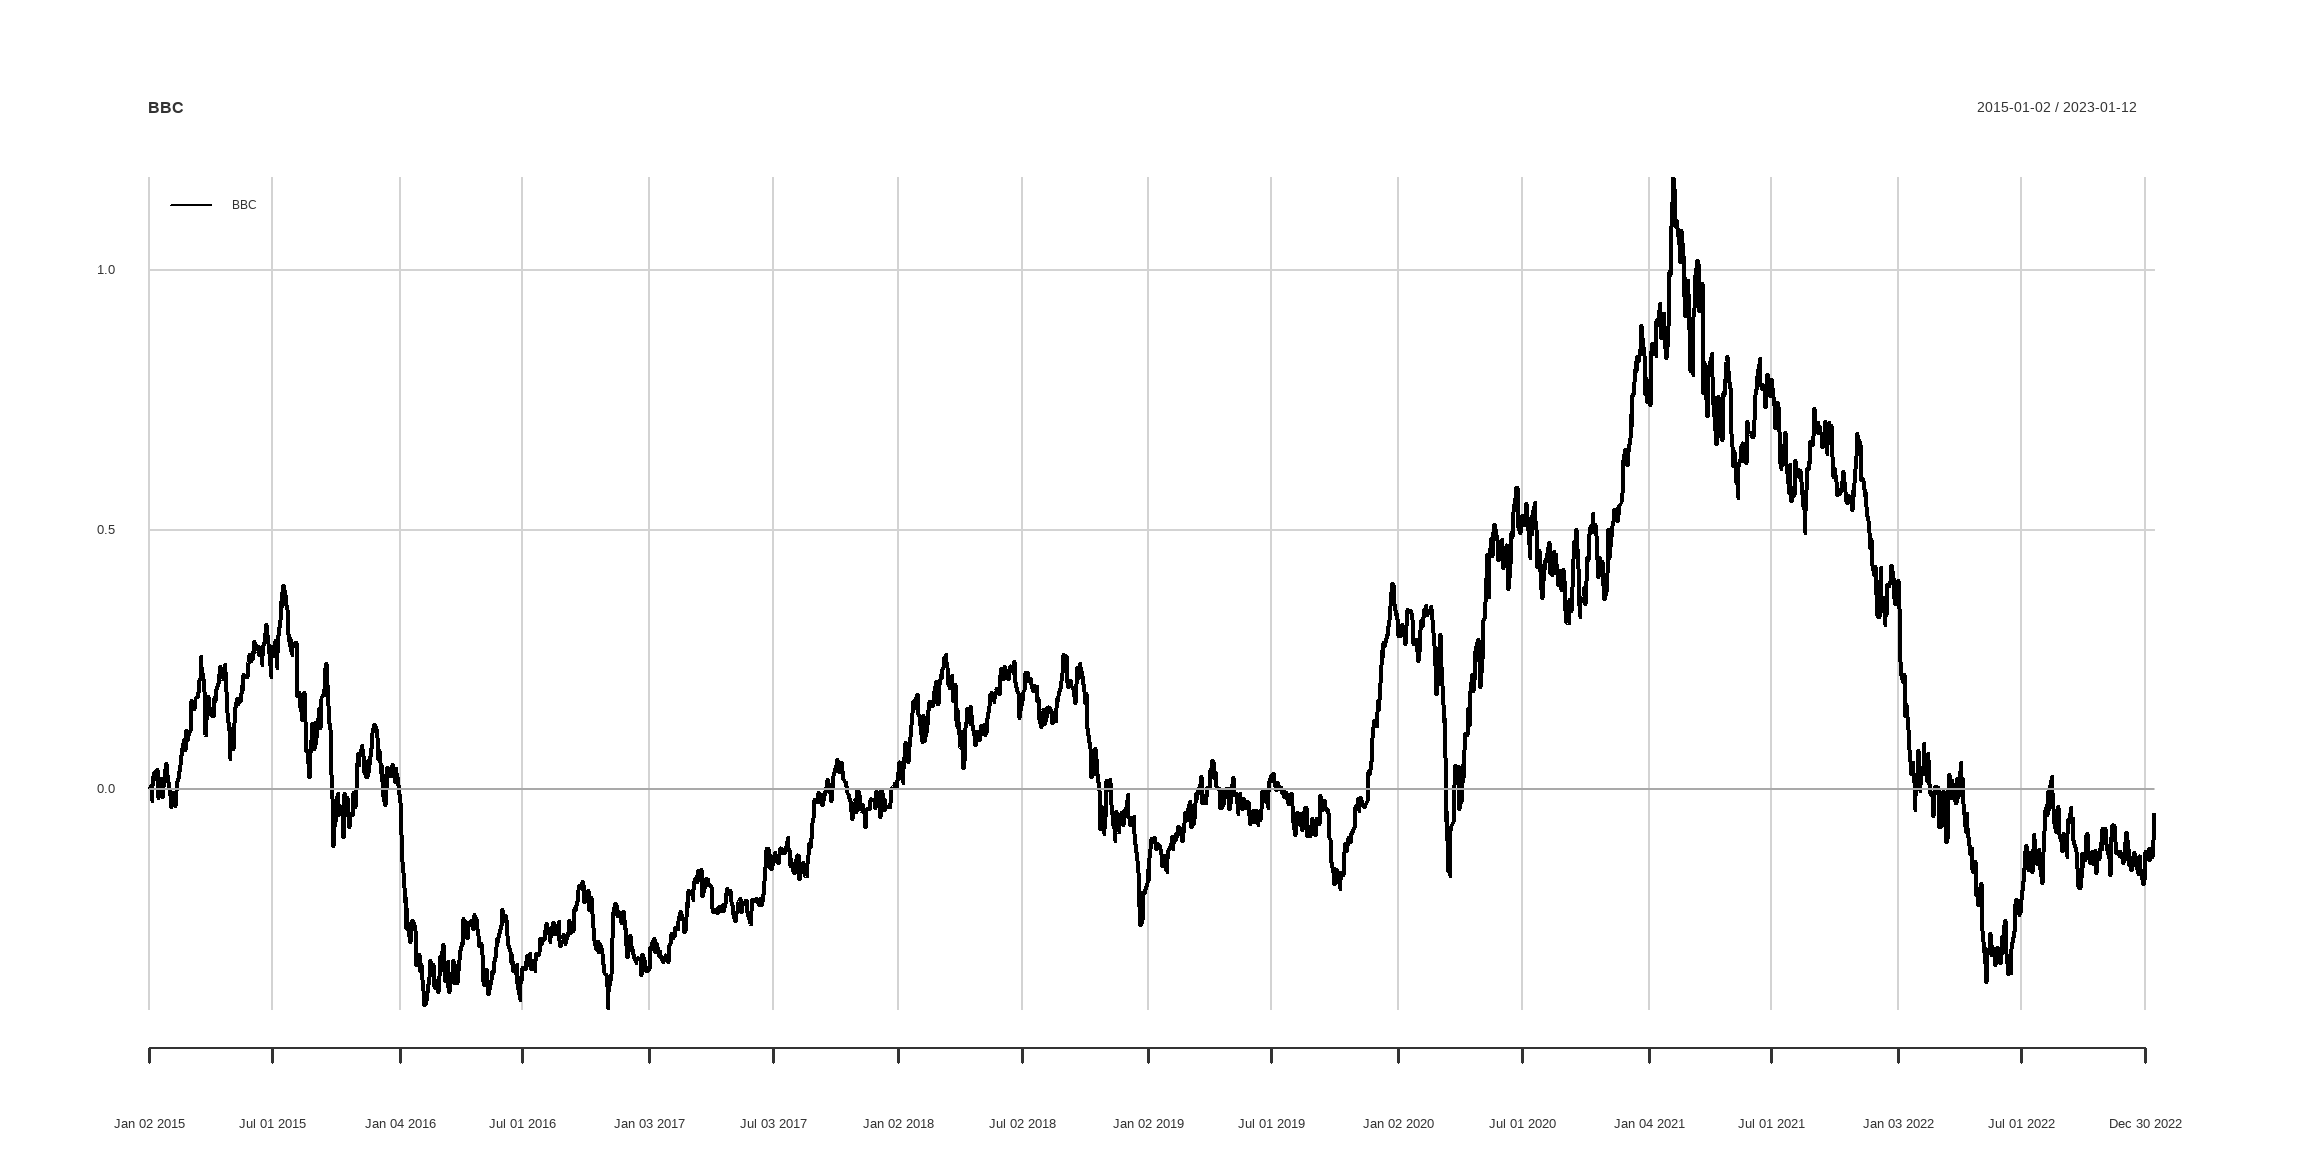 BBC
2015-01-02 / 2023-01-12
BBC
1.0
0.5
0.0
Jan 02 2015
Jul 01 2015
Jan 04 2016
Jul 01 2016
Jan 03 2017
Jul 03 2017
Jan 02 2018
Jul 02 2018
Jan 02 2019
Jul 01 2019
Jan 02 2020
Jul 01 2020
Jan 04 2021
Jul 01 2021
Jan 03 2022
Jul 01 2022
Dec 30 2022